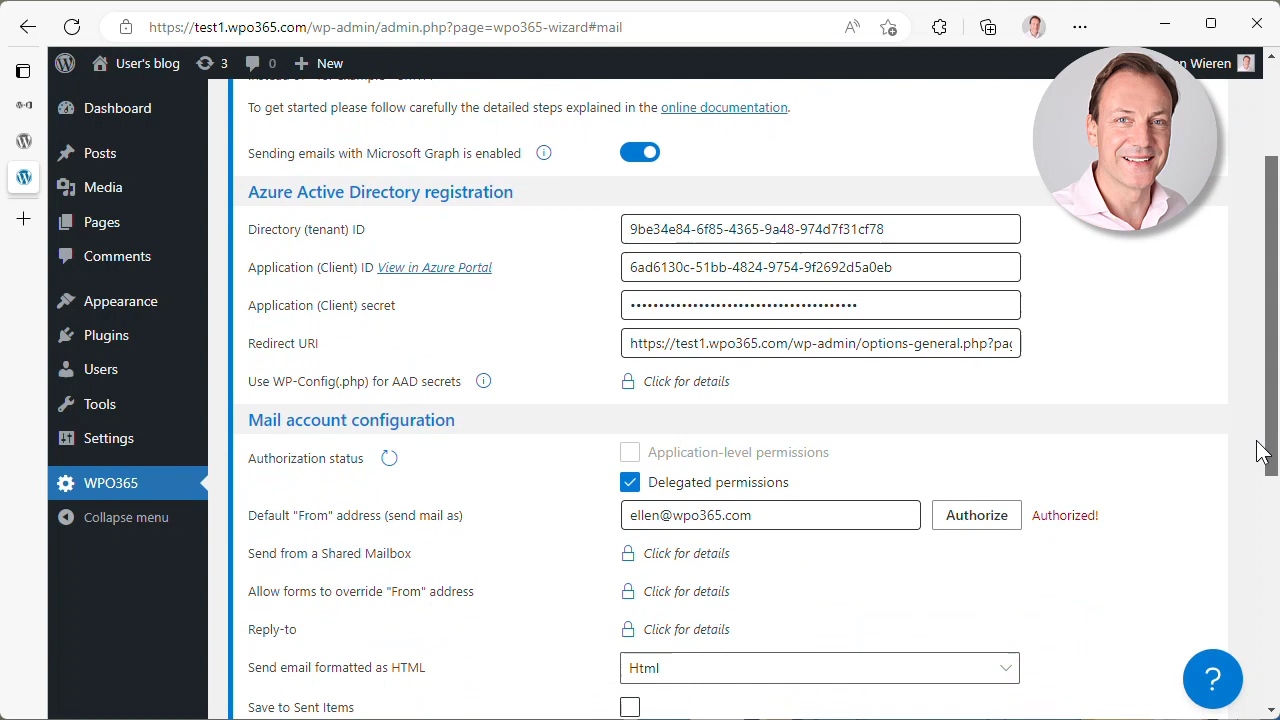 https://test1.wpo365.com/wp-admin/admin.php?page=wpo365-wizard#mail
User's blog 3 0 New
Wieren
Dashboard
Posts
Media
Pages
Comments
Appearance
Plugins
Users
Tools
Settings
WPO365
Collapse menu
To get started please follow carefully the detailed steps explained in the online documentation.
Sending emails with Microsoft Graph is enabled
Azure Active Directory registration
Directory (tenant) ID 9be34e84-6f85-4365-9a48-974d7f31cf78
Application (Client) ID View in Azure Portal 6ad6130c-51bb-4824-9754-9f2692d5a0eb
Application (Client) secret ••••••••••••••••••••••••••••••••••••••••
Redirect URI https://test1.wpo365.com/wp-admin/options-general.php?pag
Use WP-Config(.php) for AAD secrets Click for details
Mail account configuration
Authorization status Application-level permissions
Delegated permissions
Default "From" address (send mail as) ellen@wpo365.com Authorize Authorized!
Send from a Shared Mailbox Click for details
Allow forms to override "From" address Click for details
Reply-to Click for details
Send email formatted as HTML Html
Save to Sent Items
?